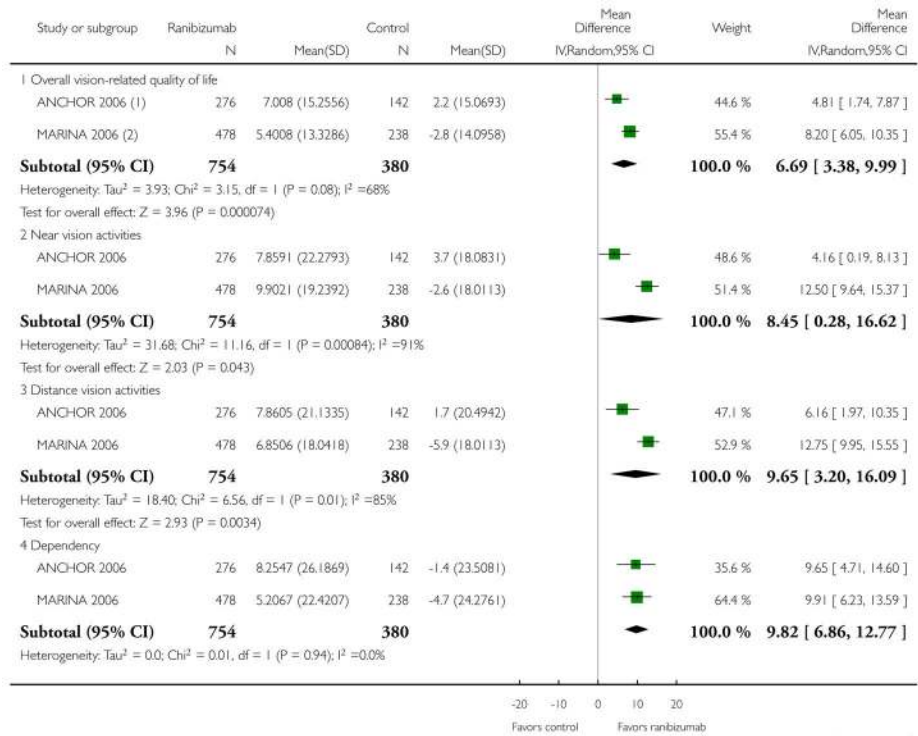 Study or subgroup Ranibizumab Control Mean Difference Weight Mean Difference
N Mean(SD) N Mean(SD) IV,Random,95% CI IV,Random,95% CI
1 Overall vision-related quality of life
ANCHOR 2006 (1) 276 7.008 (15.2556) 142 2.2 (15.0693) 44.6 % 4.81 [ 1.74, 7.87 ]
MARINA 2006 (2) 478 5.4008 (13.3286) 238 -2.8 (14.0958) 55.4 % 8.20 [ 6.05, 10.35 ]
Subtotal (95% CI) 754 380 100.0 % 6.69 [ 3.38, 9.99 ]
Heterogeneity: Tau² = 3.93; Chi² = 3.15, df = 1 (P = 0.08); I² =68%
Test for overall effect: Z = 3.96 (P = 0.000074)
2 Near vision activities
ANCHOR 2006 276 7.8591 (22.2793) 142 3.7 (18.0831) 48.6 % 4.16 [ 0.19, 8.13 ]
MARINA 2006 478 9.9021 (19.2392) 238 -2.6 (18.0113) 51.4 % 12.50 [ 9.64, 15.37 ]
Subtotal (95% CI) 754 380 100.0 % 8.45 [ 0.28, 16.62 ]
Heterogeneity: Tau² = 31.68; Chi² = 11.16, df = 1 (P = 0.00084); I² =91%
Test for overall effect: Z = 2.03 (P = 0.043)
3 Distance vision activities
ANCHOR 2006 276 7.8605 (21.1335) 142 1.7 (20.4942) 47.1 % 6.16 [ 1.97, 10.35 ]
MARINA 2006 478 6.8506 (18.0418) 238 -5.9 (18.0113) 52.9 % 12.75 [ 9.95, 15.55 ]
Subtotal (95% CI) 754 380 100.0 % 9.65 [ 3.20, 16.09 ]
Heterogeneity: Tau² = 18.40; Chi² = 6.56, df = 1 (P = 0.01); I² =85%
Test for overall effect: Z = 2.93 (P = 0.0034)
4 Dependency
ANCHOR 2006 276 8.2547 (26.1869) 142 -1.4 (23.5081) 35.6 % 9.65 [ 4.71, 14.60 ]
MARINA 2006 478 5.2067 (22.4207) 238 -4.7 (24.2761) 64.4 % 9.91 [ 6.23, 13.59 ]
Subtotal (95% CI) 754 380 100.0 % 9.82 [ 6.86, 12.77 ]
Heterogeneity: Tau² = 0.0; Chi² = 0.01, df = 1 (P = 0.94); I² =0.0%
-20 -10 0 10 20
Favors control Favors ranibizumab